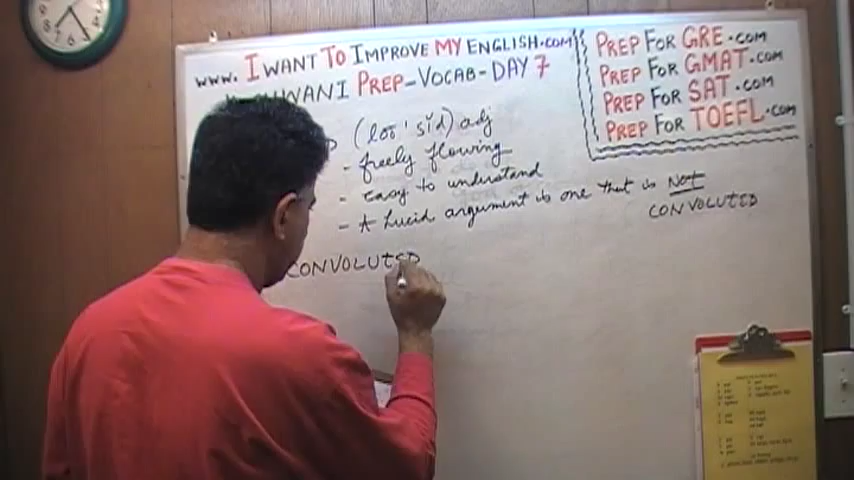 www. I WANT TO IMPROVE MY ENGLISH.COM
PREP-VOCAB-DAY 7
PREP FOR GRE.COM
PREP FOR GMAT.COM
PREP FOR SAT.COM
PREP FOR TOEFL.COM
(loo'sĭd) adj
- freely flowing
- easy to understand
- A Lucid argument is one that is Not
CONVOLUTED
CONVOLUTED